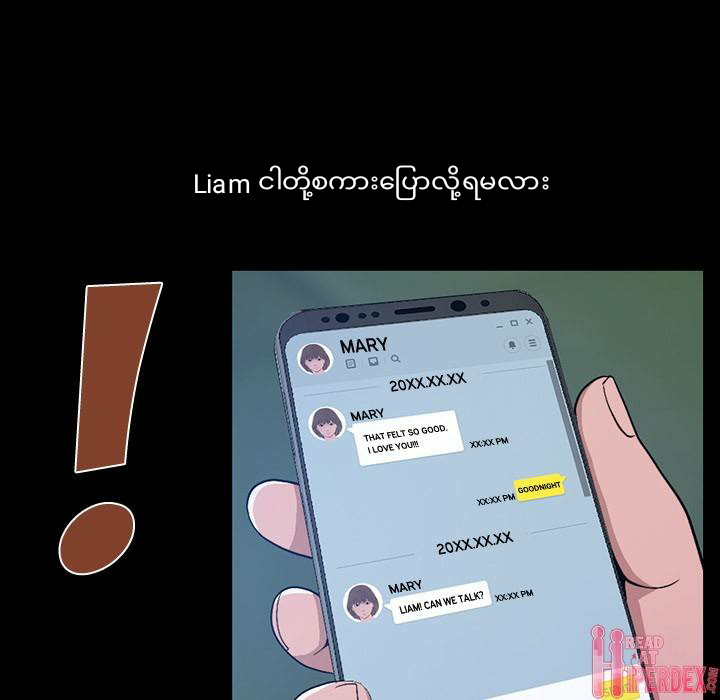 Liam ငါတို့စကားပြောလို့ရမလား
!
MARY
20XX.XX.XX
MARY
THAT FELT SO GOOD.
I LOVE YOU!!!
XX:XX PM
XX:XX PM GOODNIGHT
20XX.XX.XX
MARY
LIAM! CAN WE TALK?
XX:XX PM
READ
AT
HIPERDEX.COM